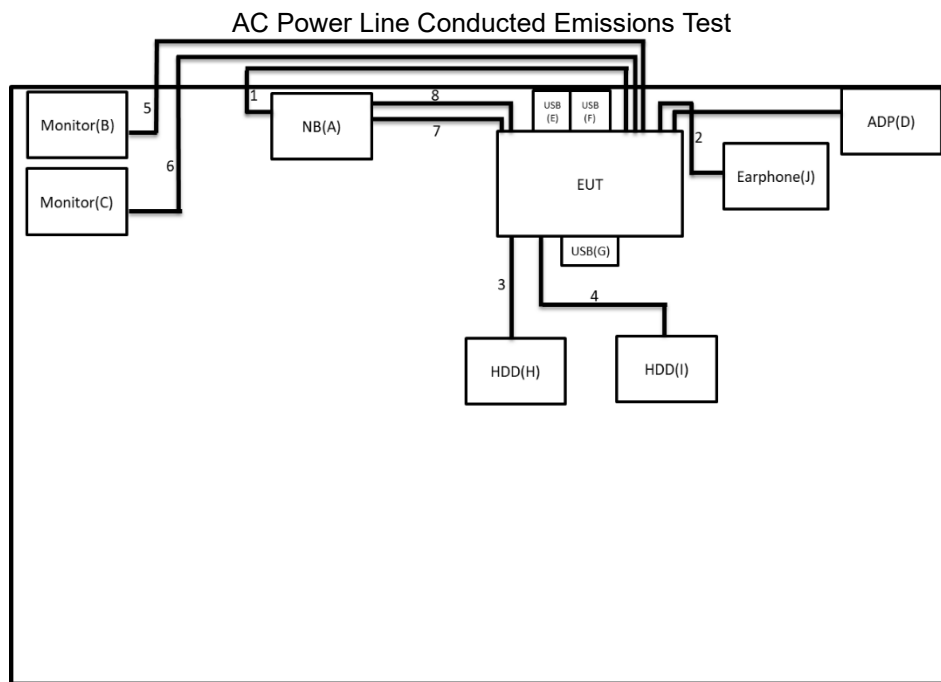 AC Power Line Conducted Emissions Test
5
Monitor(B)
6
Monitor(C)
1
NB(A)
8
7
USB
(E)
USB
(F)
EUT
2
ADP(D)
Earphone(J)
USB(G)
3
4
HDD(H)
HDD(I)